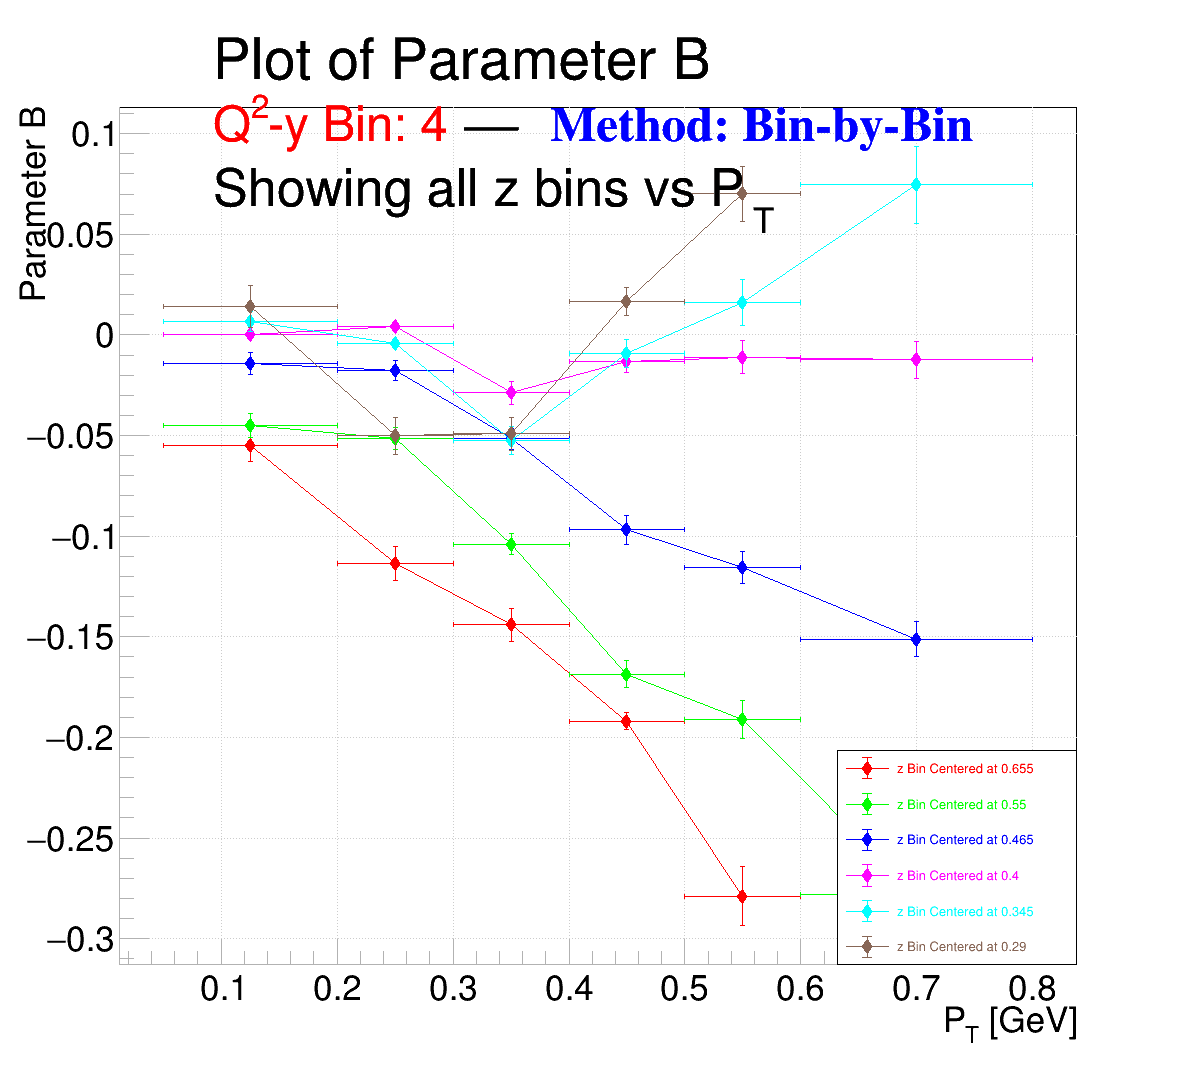 Plot of Parameter B
Q²-y Bin: 4 — Method: Bin-by-Bin
Showing all z bins vs P_T
Parameter B
0.1
0.05
0
−0.05
−0.1
−0.15
−0.2
−0.25
−0.3
z Bin Centered at 0.655
z Bin Centered at 0.55
z Bin Centered at 0.465
z Bin Centered at 0.4
z Bin Centered at 0.345
z Bin Centered at 0.29
0.1 0.2 0.3 0.4 0.5 0.6 0.7 0.8
P_T [GeV]